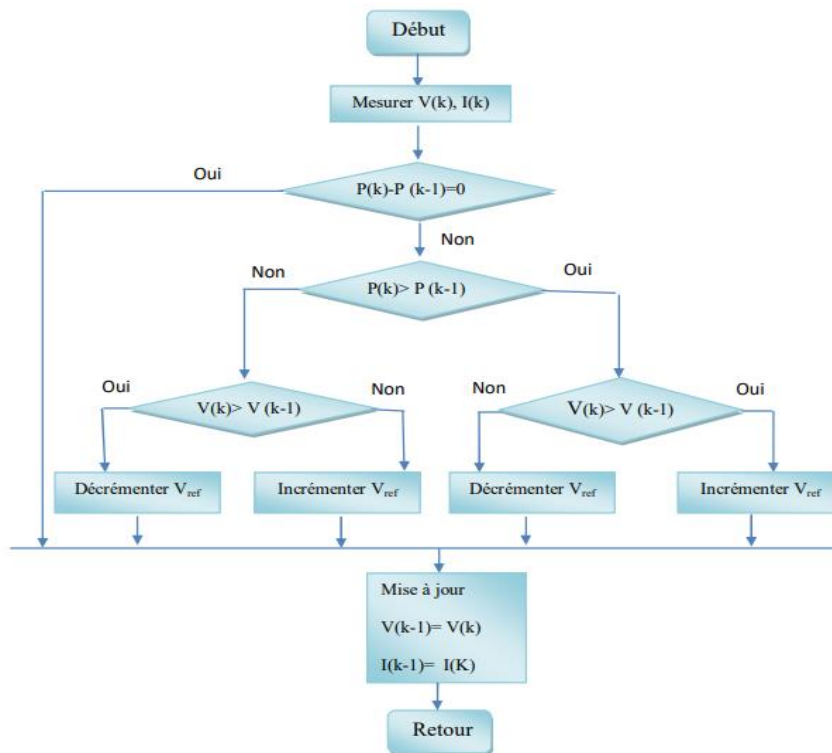 Début
Mesurer V(k), I(k)
Oui
P(k)-P (k-1)=0
Non
Non
Oui
P(k)> P (k-1)
Oui
Non
Non
Oui
V(k)> V (k-1)
V(k)> V (k-1)
Décrémenter Vref
Incrémenter Vref
Décrémenter Vref
Incrémenter Vref
Mise à jour
V(k-1)= V(k)
I(k-1)= I(K)
Retour